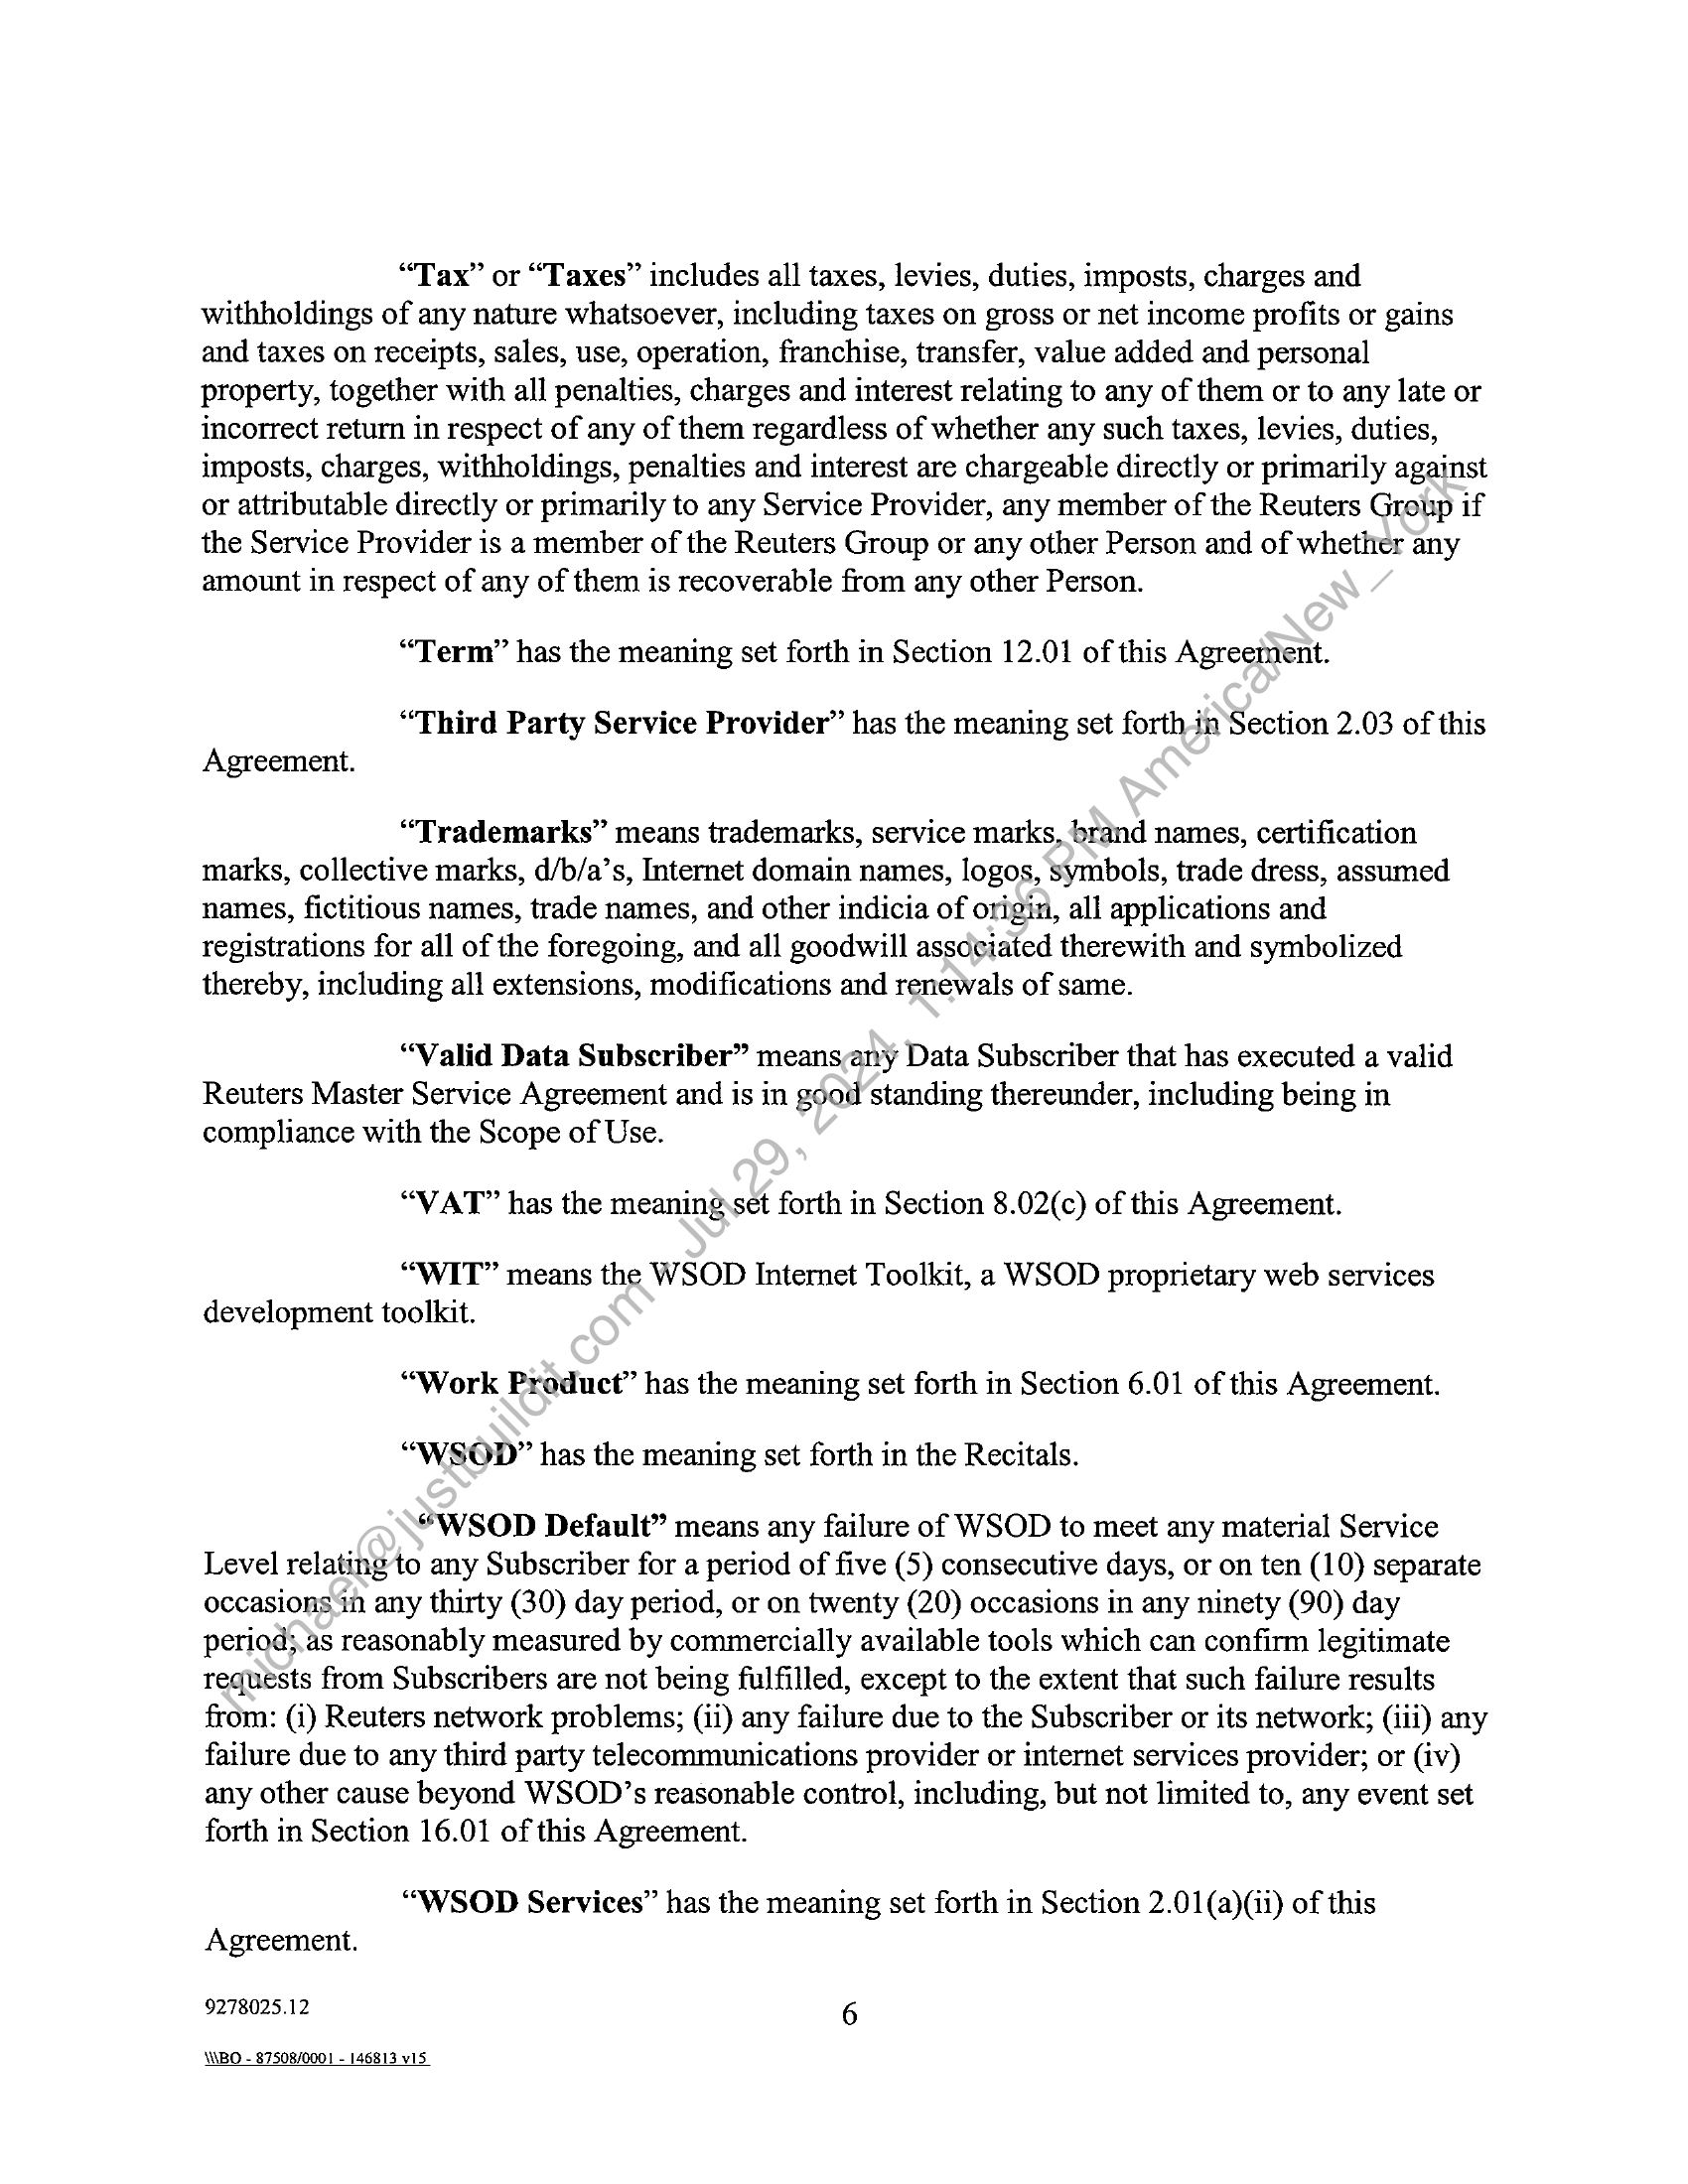 “Tax” or “Taxes” includes all taxes, levies, duties, imposts, charges and
withholdings of any nature whatsoever, including taxes on gross or net income profits or gains
and taxes on receipts, sales, use, operation, franchise, transfer, value added and personal
property, together with all penalties, charges and interest relating to any of them or to any late or
incorrect return in respect of any of them regardless of whether any such taxes, levies, duties,
imposts, charges, withholdings, penalties and interest are chargeable directly or primarily against
or attributable directly or primarily to any Service Provider, any member of the Reuters Group if
the Service Provider is a member of the Reuters Group or any other Person and of whether any
amount in respect of any of them is recoverable from any other Person.
“Term” has the meaning set forth in Section 12.01 of this Agreement.
“Third Party Service Provider” has the meaning set forth in Section 2.03 of this
Agreement.
“Trademarks” means trademarks, service marks, brand names, certification
marks, collective marks, d/b/a’s, Internet domain names, logos, symbols, trade dress, assumed
names, fictitious names, trade names, and other indicia of origin, all applications and
registrations for all of the foregoing, and all goodwill associated therewith and symbolized
thereby, including all extensions, modifications and renewals of same.
“Valid Data Subscriber” means any Data Subscriber that has executed a valid
Reuters Master Service Agreement and is in good standing thereunder, including being in
compliance with the Scope of Use.
“VAT” has the meaning set forth in Section 8.02(c) of this Agreement.
“WIT” means the WSOD Internet Toolkit, a WSOD proprietary web services
development toolkit.
“Work Product” has the meaning set forth in Section 6.01 of this Agreement.
“WSOD” has the meaning set forth in the Recitals.
“WSOD Default” means any failure of WSOD to meet any material Service
Level relating to any Subscriber for a period of five (5) consecutive days, or on ten (10) separate
occasions in any thirty (30) day period, or on twenty (20) occasions in any ninety (90) day
period; as reasonably measured by commercially available tools which can confirm legitimate
requests from Subscribers are not being fulfilled, except to the extent that such failure results
from: (i) Reuters network problems; (ii) any failure due to the Subscriber or its network; (iii) any
failure due to any third party telecommunications provider or internet services provider; or (iv)
any other cause beyond WSOD’s reasonable control, including, but not limited to, any event set
forth in Section 16.01 of this Agreement.
“WSOD Services” has the meaning set forth in Section 2.01(a)(ii) of this
Agreement.
9278025.12
6
\\\BO - 87508/0001 - 146813 v15
michael@justbuildit.com - Jul 29, 2024, 1:14:36 PM America/New_York